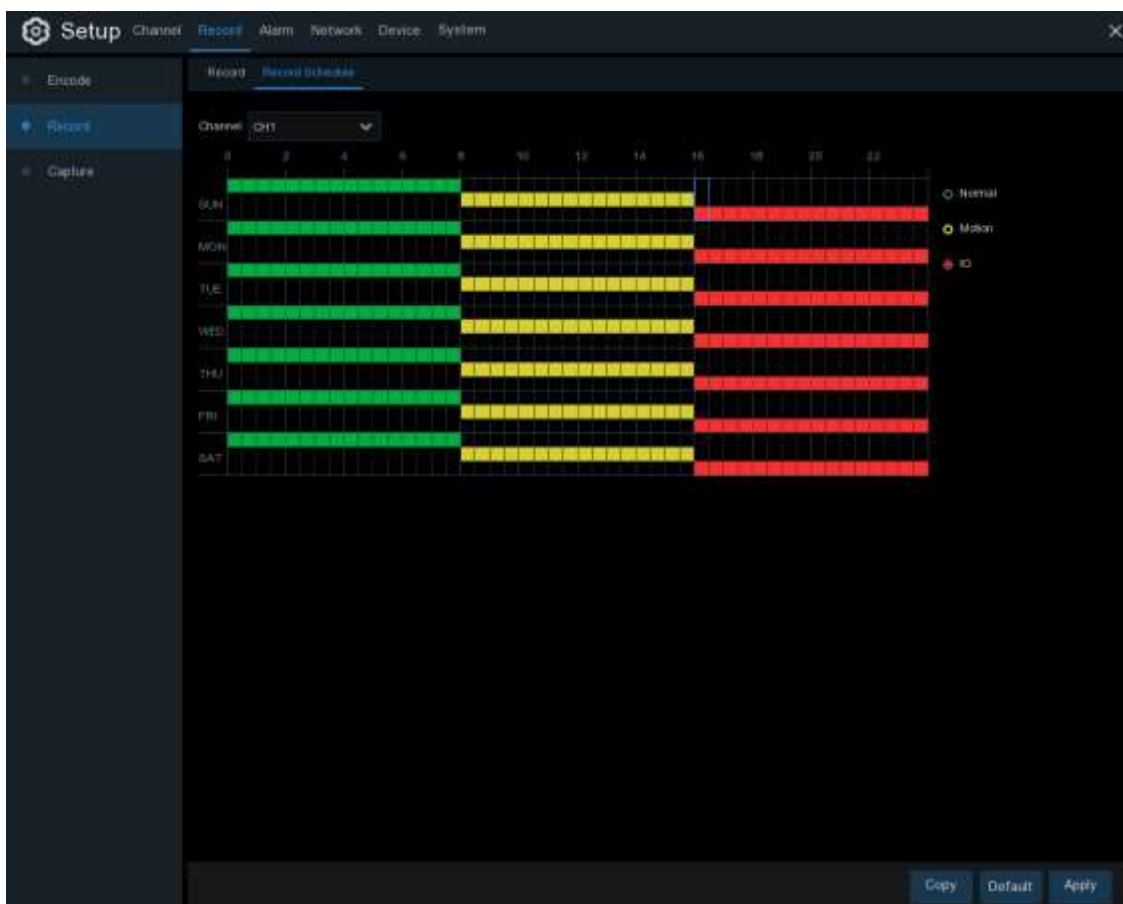 Setup Channel Record Alarm Network Device System
Encode
Record
Capture
Record Record Schedule
Channel CH1
0 2 4 6 8 10 12 14 16 18 20 22
SUN
MON
TUE
WED
THU
FRI
SAT
Normal
Motion
IO
Copy Default Apply